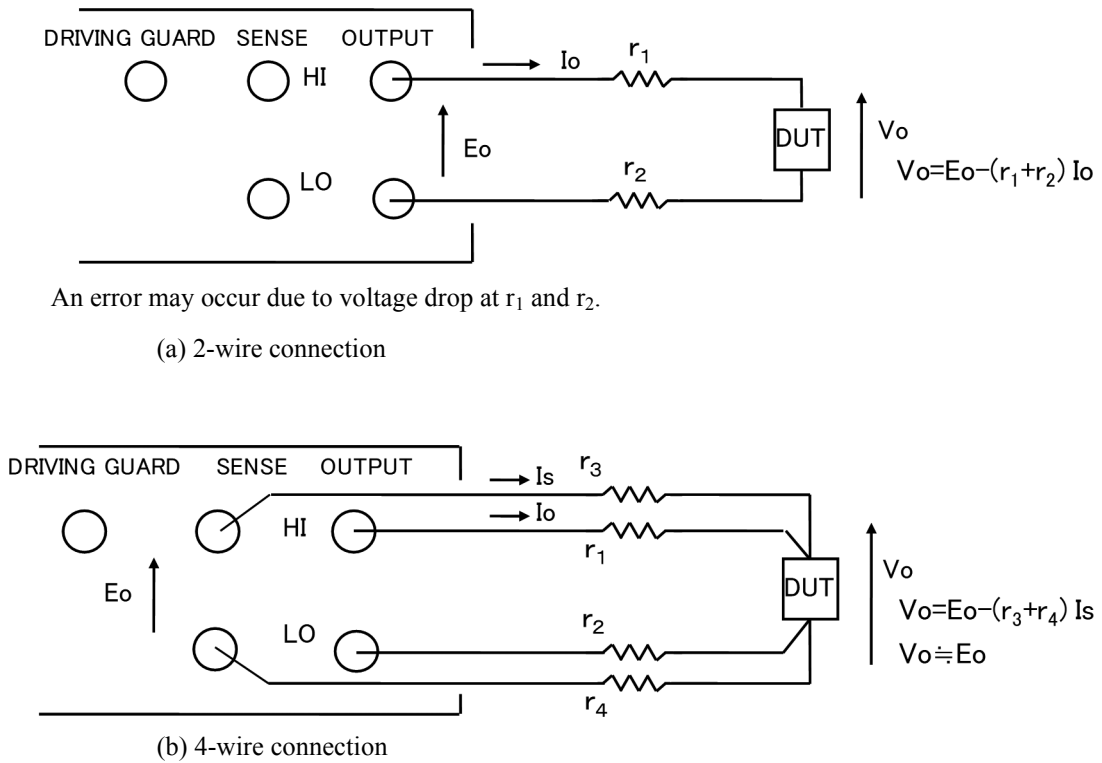 DRIVING GUARD SENSE OUTPUT
HI
Io
r1
Eo
DUT
Vo
Vo=Eo−(r1+r2) Io
LO
r2
An error may occur due to voltage drop at r1 and r2.
(a) 2-wire connection
DRIVING GUARD SENSE OUTPUT
Is
r3
Io
HI
r1
Eo
DUT
Vo
Vo=Eo−(r3+r4) Is
Vo≒Eo
LO
r2
r4
(b) 4-wire connection